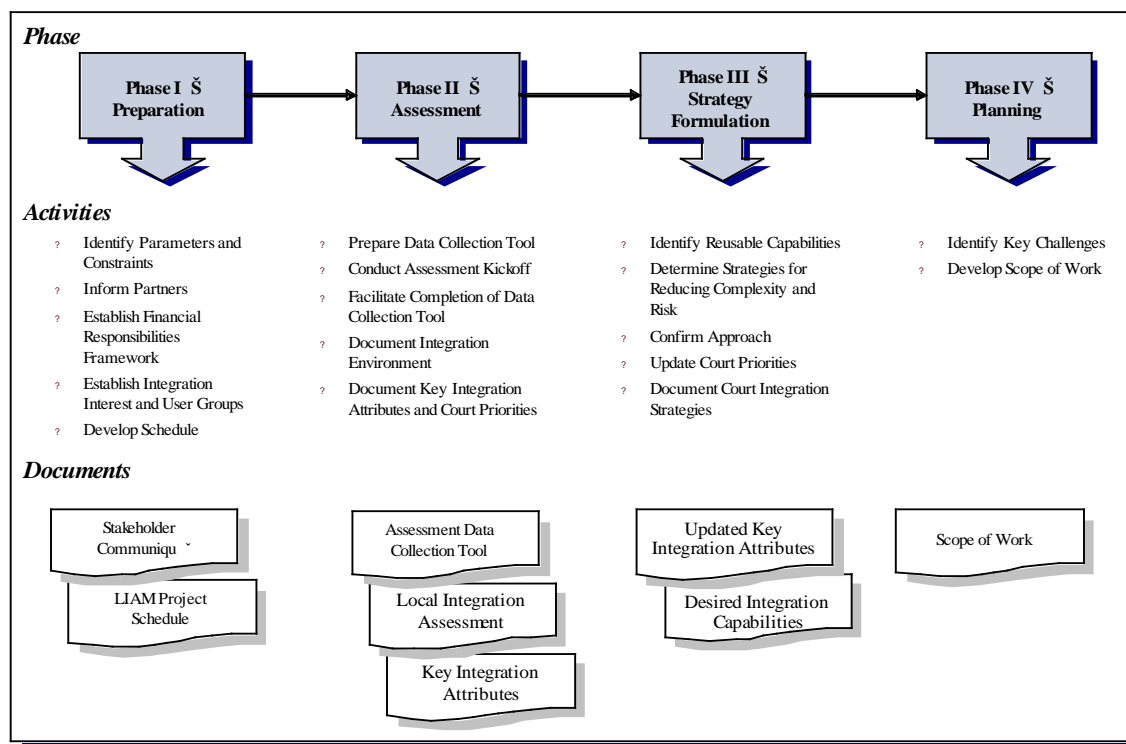 Phase
Phase I Š
Preparation
Phase II Š
Assessment
Phase III Š
Strategy
Formulation
Phase IV Š
Planning
Activities
? Identify Parameters and
Constraints
? Inform Partners
? Establish Financial
Responsibilities
Framework
? Establish Integration
Interest and User Groups
? Develop Schedule
? Prepare Data Collection Tool
? Conduct Assessment Kickoff
? Facilitate Completion of Data
Collection Tool
? Document Integration
Environment
? Document Key Integration
Attributes and Court Priorities
? Identify Reusable Capabilities
? Determine Strategies for
Reducing Complexity and
Risk
? Confirm Approach
? Update Court Priorities
? Document Court Integration
Strategies
? Identify Key Challenges
? Develop Scope of Work
Documents
Stakeholder
Communiqu ˇ
LIAM Project
Schedule
Assessment Data
Collection Tool
Local Integration
Assessment
Key Integration
Attributes
Updated Key
Integration Attributes
Desired Integration
Capabilities
Scope of Work